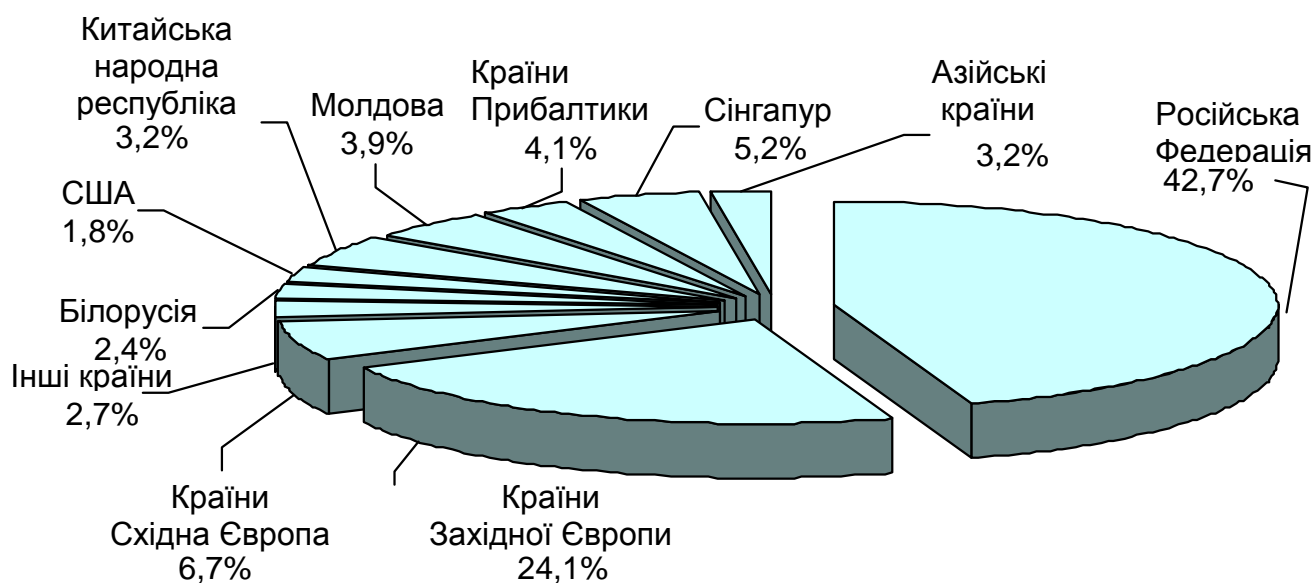 Китайська
народна
республіка
3,2%
Молдова
3,9%
Країни
Прибалтики
4,1%
Сінгапур
5,2%
Азійські
країни
3,2%
Російська
Федерація
42,7%
США
1,8%
Білорусія
2,4%
Інші країни
2,7%
Країни
Східна Європа
6,7%
Країни
Західної Європи
24,1%